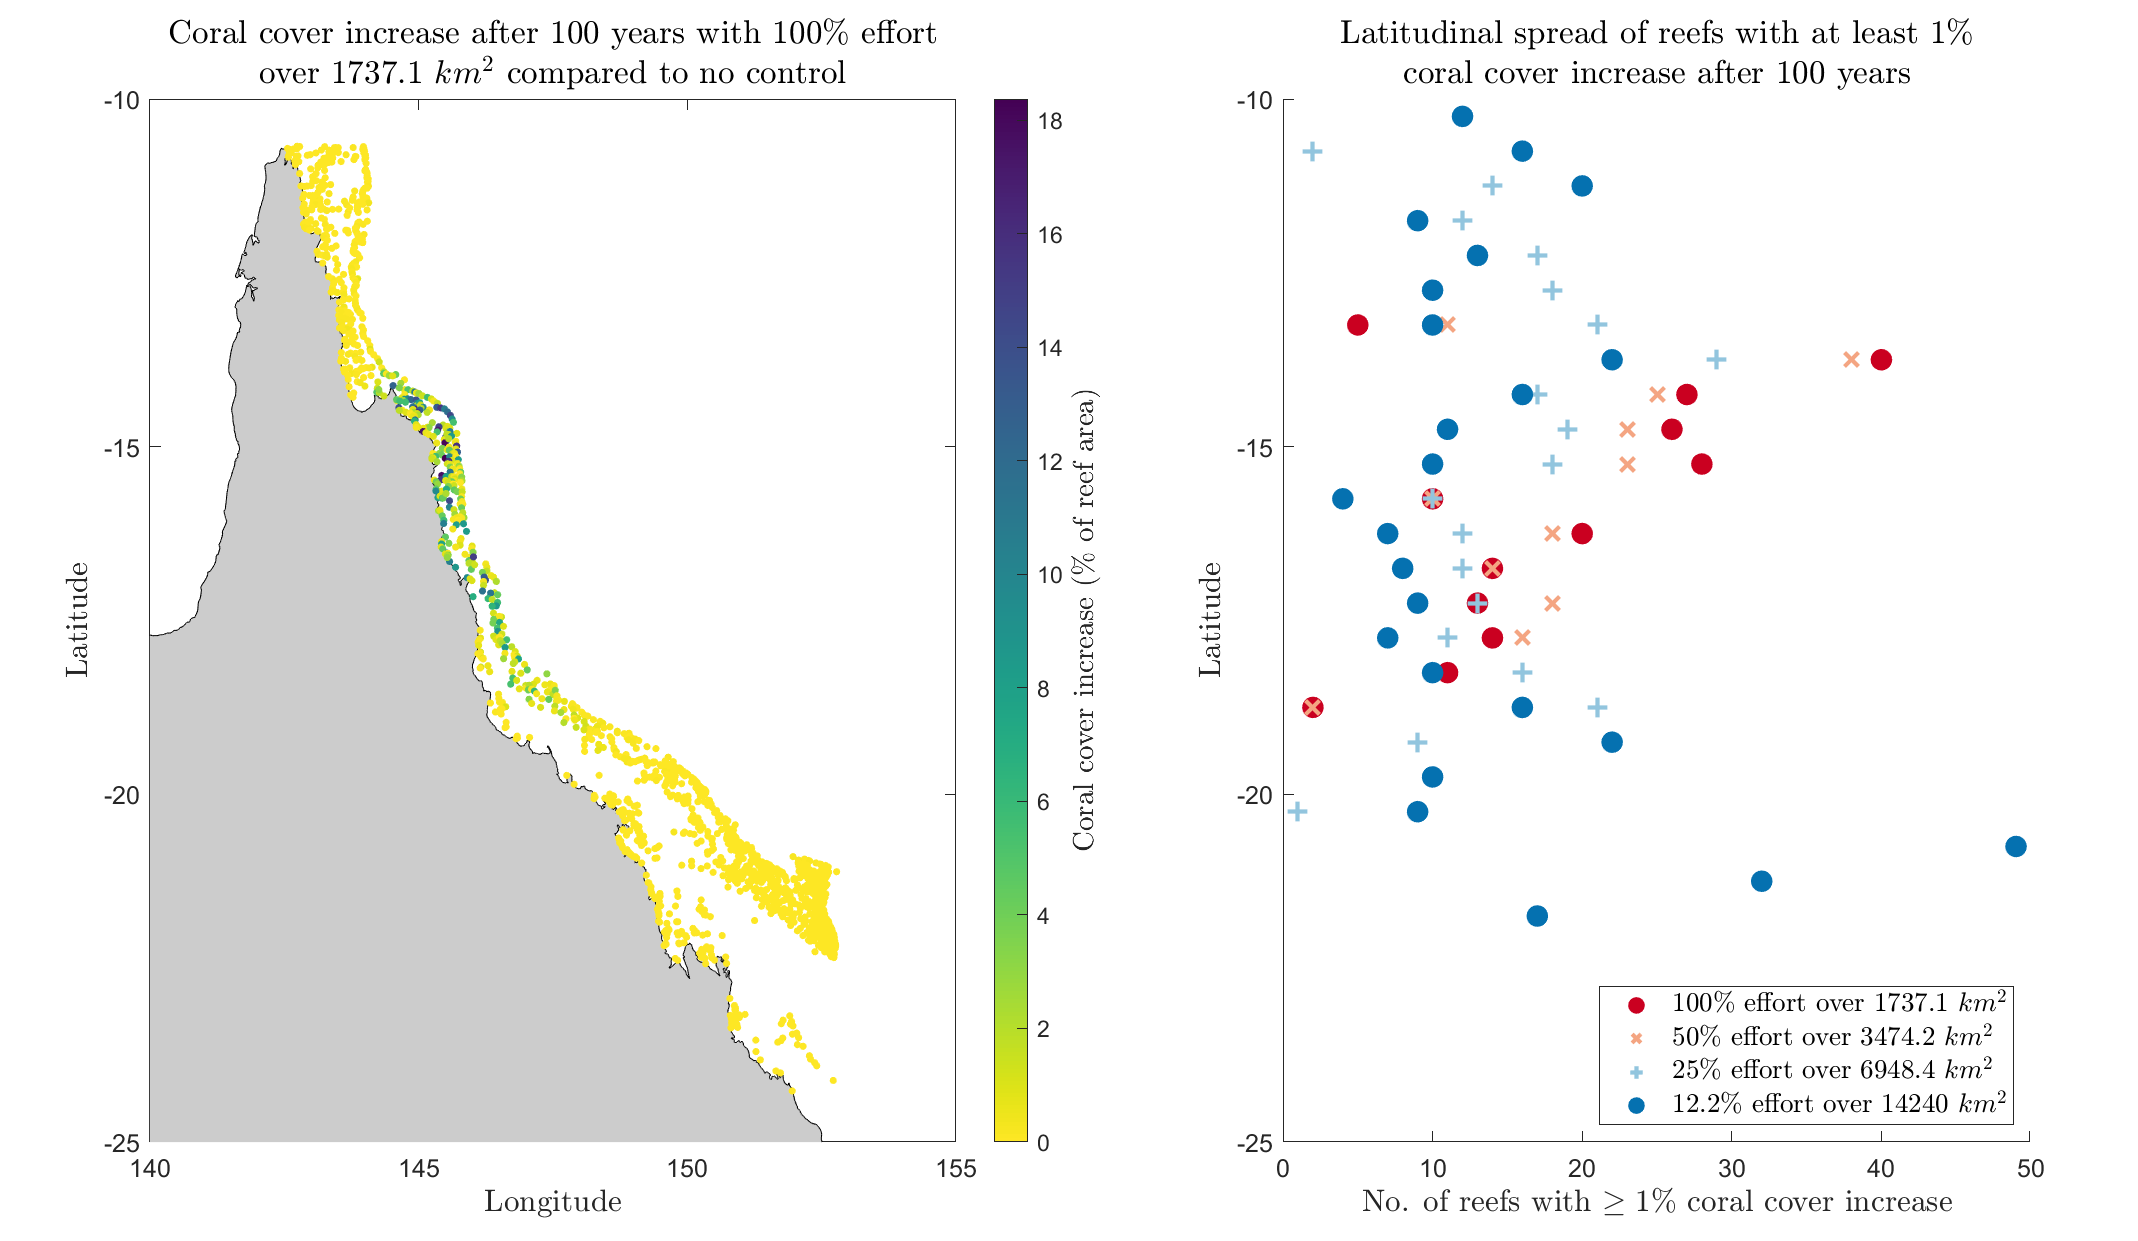 Coral cover increase after 100 years with 100% effort
over 1737.1 km² compared to no control
-10
-15
-20
-25
140
145
150
155
Latitude
Longitude
18
16
14
12
10
8
6
4
2
0
Coral cover increase (% of reef area)
Latitudinal spread of reefs with at least 1%
coral cover increase after 100 years
-10
-15
-20
-25
0
10
20
30
40
50
Latitude
No. of reefs with ≥ 1% coral cover increase
100% effort over 1737.1 km²
50% effort over 3474.2 km²
25% effort over 6948.4 km²
12.2% effort over 14240 km²